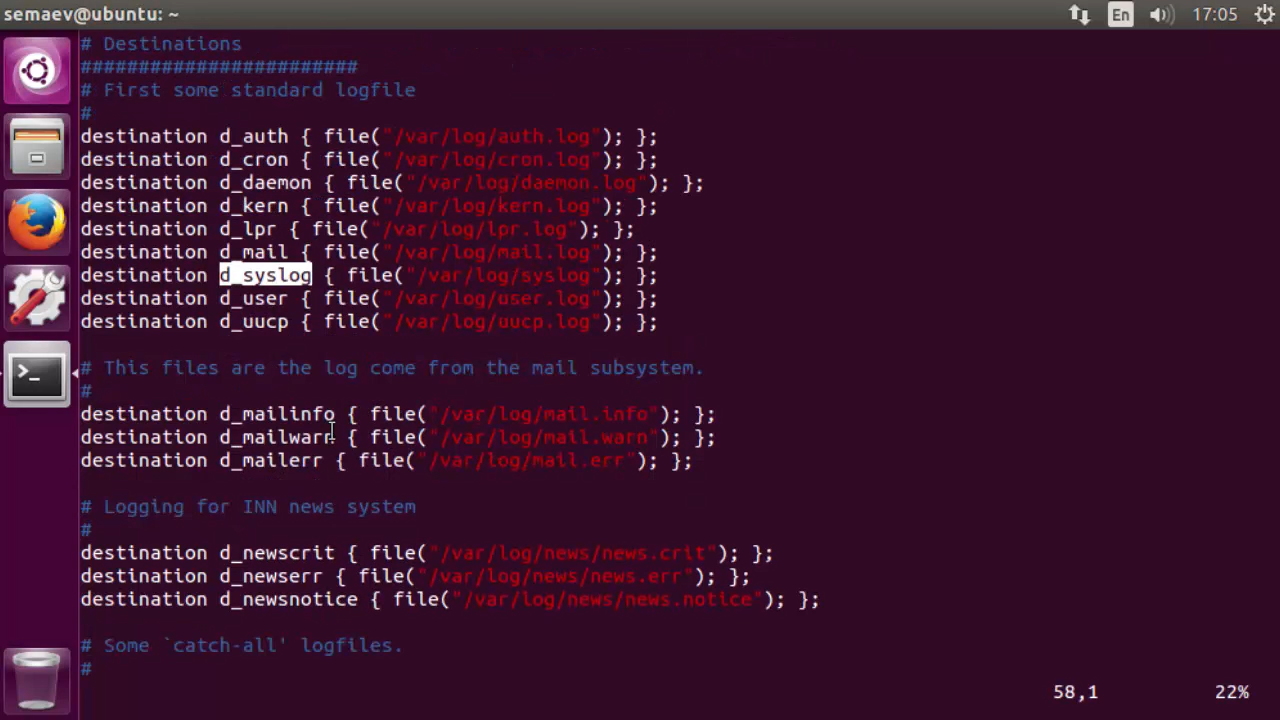 semaev@ubuntu: ~
En
17:05
# Destinations
########################
# First some standard logfile
#
destination d_auth { file("/var/log/auth.log"); };
destination d_cron { file("/var/log/cron.log"); };
destination d_daemon { file("/var/log/daemon.log"); };
destination d_kern { file("/var/log/kern.log"); };
destination d_lpr { file("/var/log/lpr.log"); };
destination d_mail { file("/var/log/mail.log"); };
destination d_syslog { file("/var/log/syslog"); };
destination d_user { file("/var/log/user.log"); };
destination d_uucp { file("/var/log/uucp.log"); };
# This files are the log come from the mail subsystem.
#
destination d_mailinfo { file("/var/log/mail.info"); };
destination d_mailwarn { file("/var/log/mail.warn"); };
destination d_mailerr { file("/var/log/mail.err"); };
# Logging for INN news system
#
destination d_newscrit { file("/var/log/news/news.crit"); };
destination d_newserr { file("/var/log/news/news.err"); };
destination d_newsnotice { file("/var/log/news/news.notice"); };
# Some `catch-all' logfiles.
#
58,1 22%